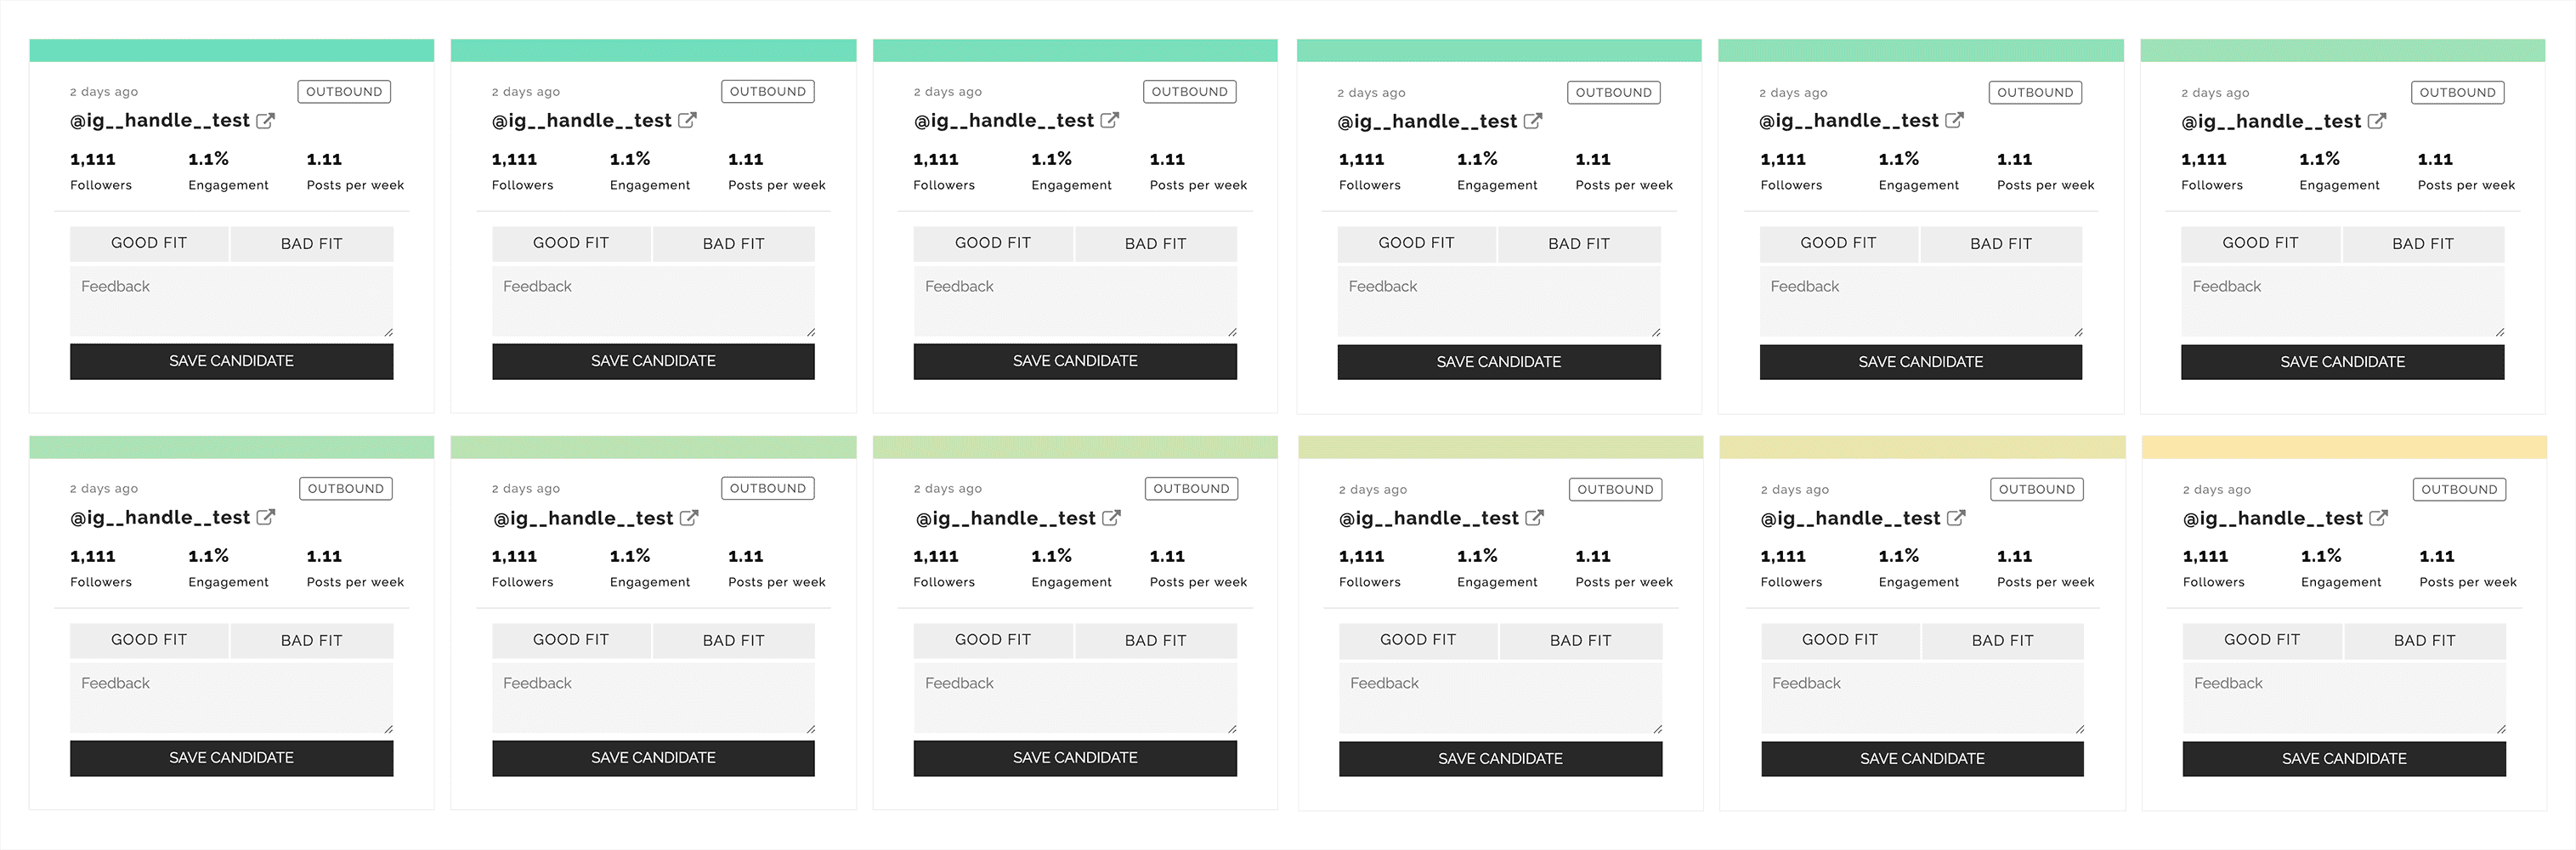 2 days ago OUTBOUND
@ig__handle__test
1,111 1.1% 1.11
Followers Engagement Posts per week
GOOD FIT BAD FIT
Feedback
SAVE CANDIDATE
2 days ago OUTBOUND
@ig__handle__test
1,111 1.1% 1.11
Followers Engagement Posts per week
GOOD FIT BAD FIT
Feedback
SAVE CANDIDATE
2 days ago OUTBOUND
@ig__handle__test
1,111 1.1% 1.11
Followers Engagement Posts per week
GOOD FIT BAD FIT
Feedback
SAVE CANDIDATE
2 days ago OUTBOUND
@ig__handle__test
1,111 1.1% 1.11
Followers Engagement Posts per week
GOOD FIT BAD FIT
Feedback
SAVE CANDIDATE
2 days ago OUTBOUND
@ig__handle__test
1,111 1.1% 1.11
Followers Engagement Posts per week
GOOD FIT BAD FIT
Feedback
SAVE CANDIDATE
2 days ago OUTBOUND
@ig__handle__test
1,111 1.1% 1.11
Followers Engagement Posts per week
GOOD FIT BAD FIT
Feedback
SAVE CANDIDATE
2 days ago OUTBOUND
@ig__handle__test
1,111 1.1% 1.11
Followers Engagement Posts per week
GOOD FIT BAD FIT
Feedback
SAVE CANDIDATE
2 days ago OUTBOUND
@ig__handle__test
1,111 1.1% 1.11
Followers Engagement Posts per week
GOOD FIT BAD FIT
Feedback
SAVE CANDIDATE
2 days ago OUTBOUND
@ig__handle__test
1,111 1.1% 1.11
Followers Engagement Posts per week
GOOD FIT BAD FIT
Feedback
SAVE CANDIDATE
2 days ago OUTBOUND
@ig__handle__test
1,111 1.1% 1.11
Followers Engagement Posts per week
GOOD FIT BAD FIT
Feedback
SAVE CANDIDATE
2 days ago OUTBOUND
@ig__handle__test
1,111 1.1% 1.11
Followers Engagement Posts per week
GOOD FIT BAD FIT
Feedback
SAVE CANDIDATE
2 days ago OUTBOUND
@ig__handle__test
1,111 1.1% 1.11
Followers Engagement Posts per week
GOOD FIT BAD FIT
Feedback
SAVE CANDIDATE